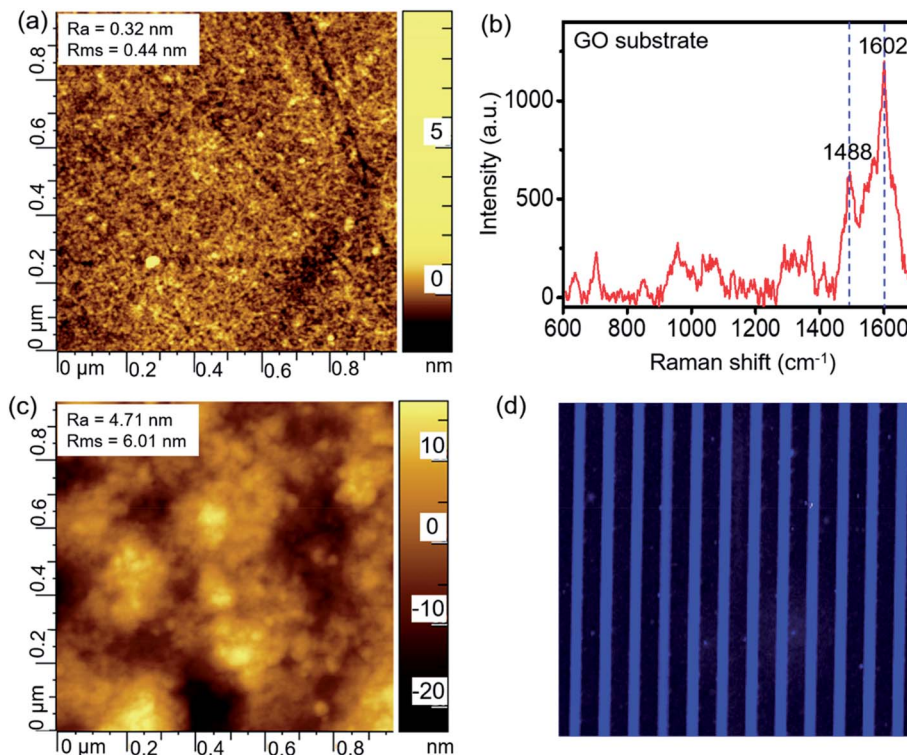 (a)
Ra = 0.32 nm
Rms = 0.44 nm
0.8
0.6
0.4
0.2
0 µm
0 µm
0.2
0.4
0.6
0.8
5
0
nm
(b)
GO substrate
1602
1488
Intensity (a.u.)
1000
500
0
600
800
1000
1200
1400
1600
Raman shift (cm⁻¹)
(c)
Ra = 4.71 nm
Rms = 6.01 nm
0.8
0.6
0.4
0.2
0 µm
0 µm
0.2
0.4
0.6
0.8
10
0
-10
-20
nm
(d)